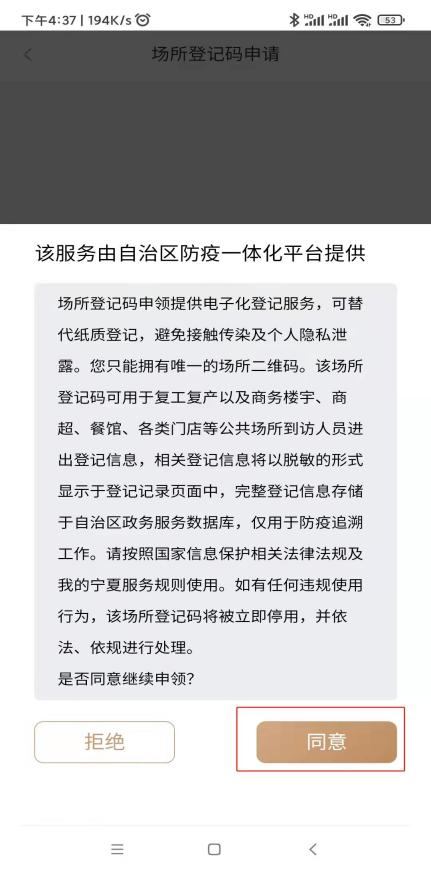 下午4:37 | 194K/s
HD HD 53
场所登记码申请
该服务由自治区防疫一体化平台提供
场所登记码申领提供电子化登记服务，可替
代纸质登记，避免接触传染及个人隐私泄
露。您只能拥有唯一的场所二维码。该场所
登记码可用于复工复产以及商务楼宇、商
超、餐馆、各类门店等公共场所到访人员进
出登记信息，相关登记信息将以脱敏的形式
显示于登记记录页面中，完整登记信息存储
于自治区政务服务数据库，仅用于防疫追溯
工作。请按照国家信息保护相关法律法规及
我的宁夏服务规则使用。如有任何违规使用
行为，该场所登记码将被立即停用，并依
法、依规进行处理。
是否同意继续申领？
拒绝 同意